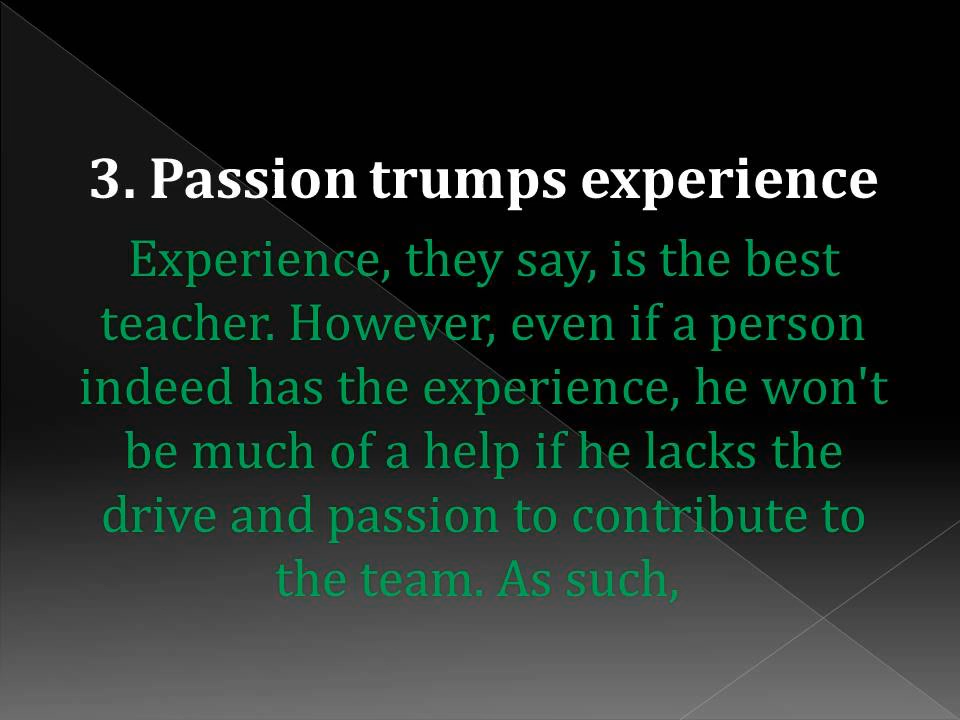 3. Passion trumps experience
Experience, they say, is the best
teacher. However, even if a person
indeed has the experience, he won't
be much of a help if he lacks the
drive and passion to contribute to
the team. As such,